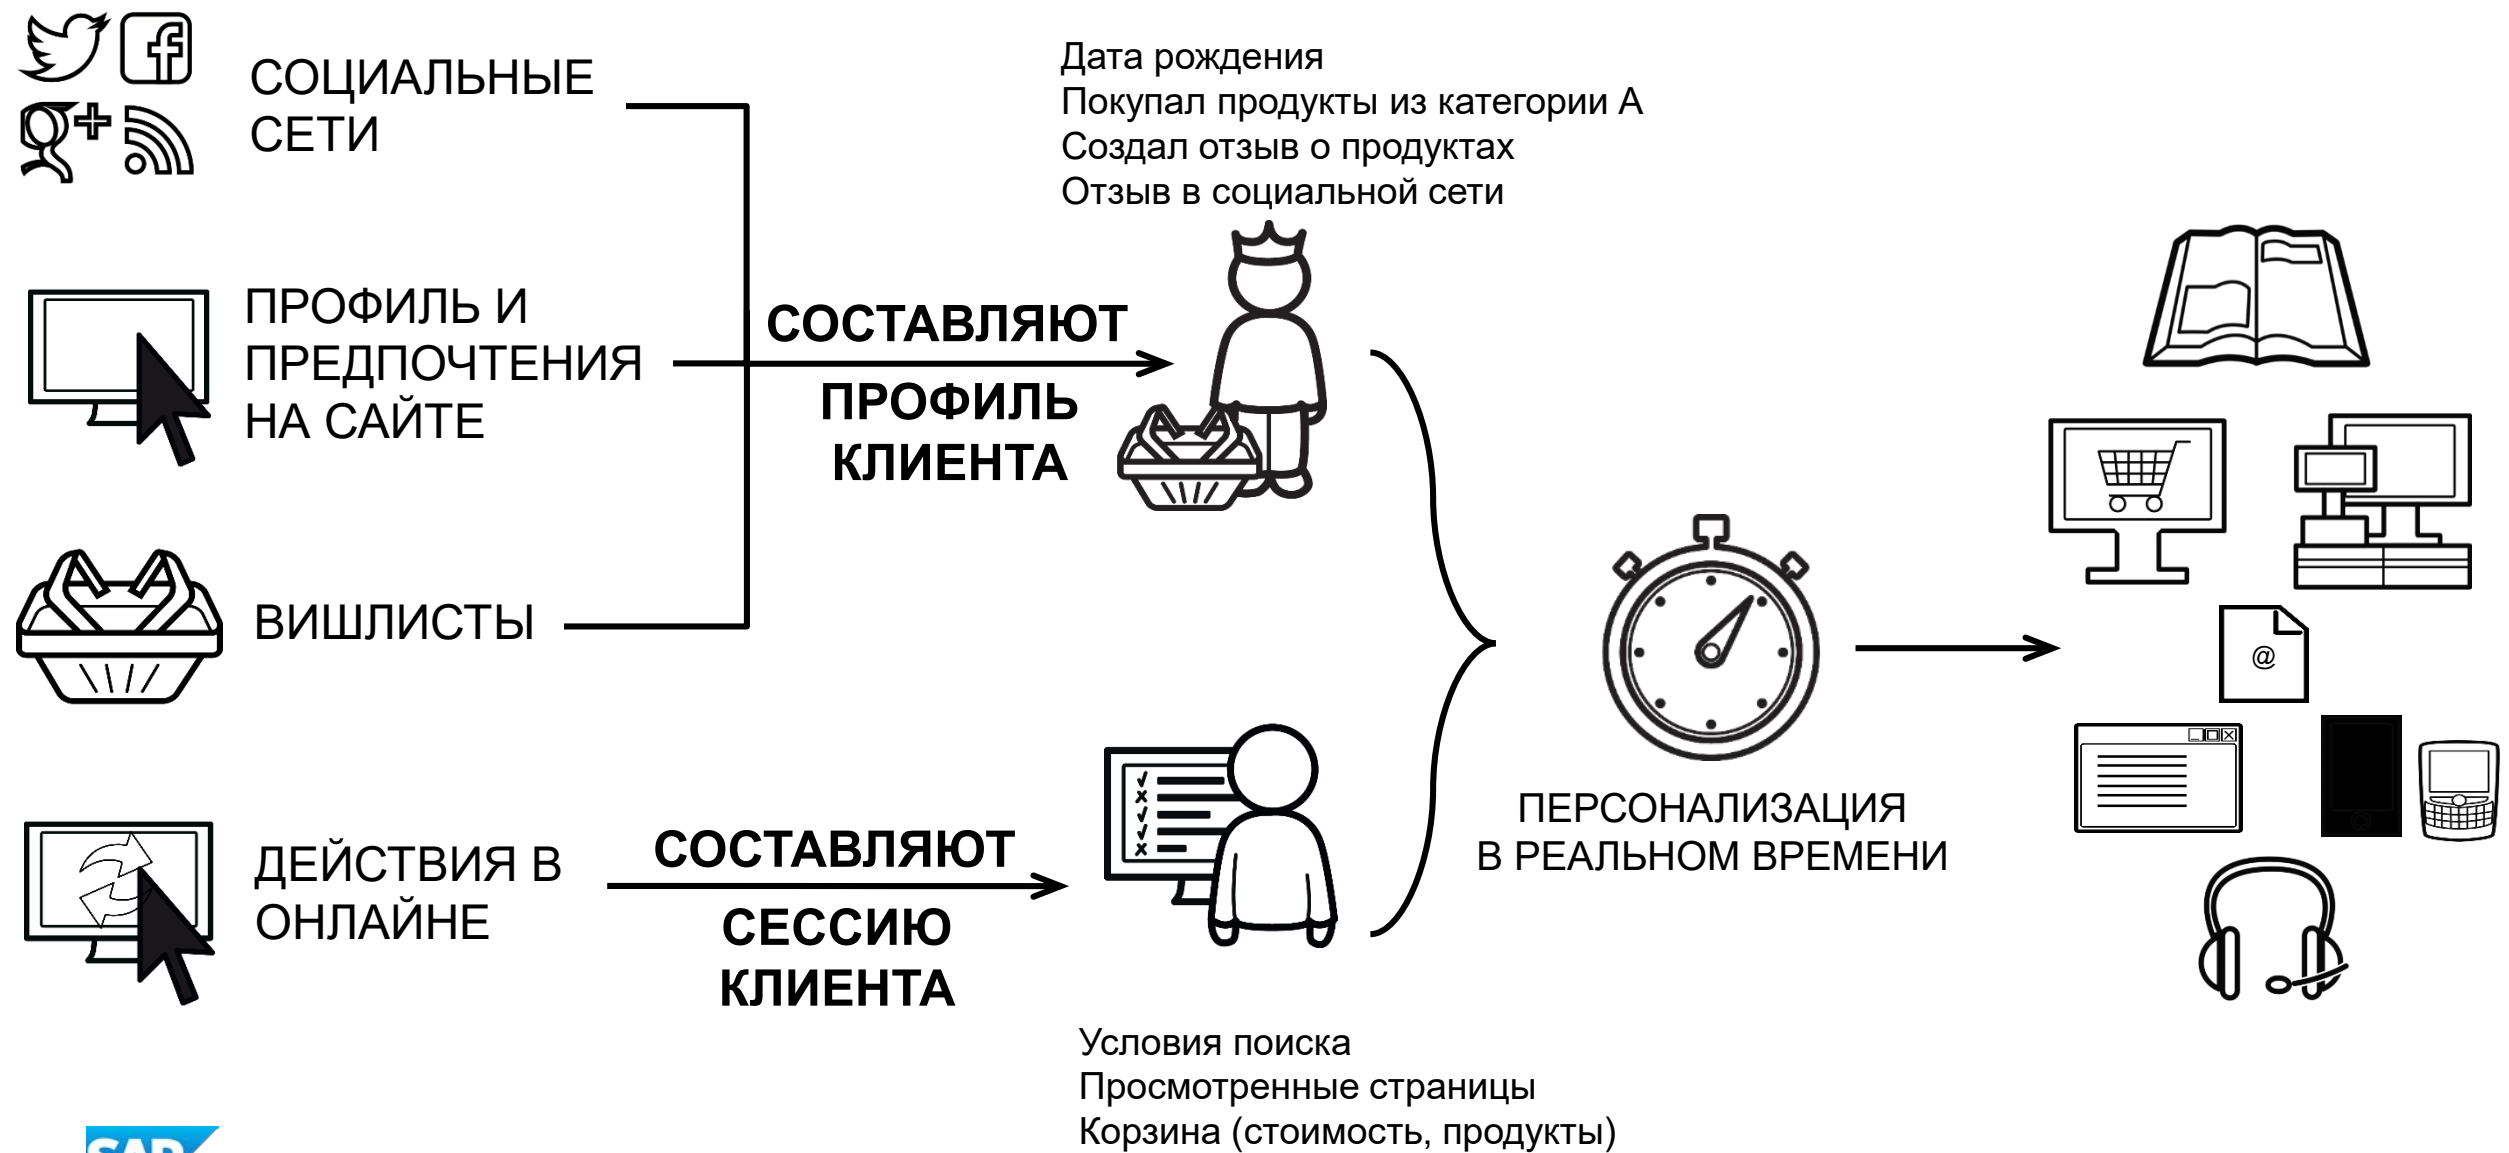 СОЦИАЛЬНЫЕ
СЕТИ
Дата рождения
Покупал продукты из категории А
Создал отзыв о продуктах
Отзыв в социальной сети
ПРОФИЛЬ И
ПРЕДПОЧТЕНИЯ
НА САЙТЕ
СОСТАВЛЯЮТ
ПРОФИЛЬ
КЛИЕНТА
ВИШЛИСТЫ
ДЕЙСТВИЯ В
ОНЛАЙНЕ
СОСТАВЛЯЮТ
СЕССИЮ
КЛИЕНТА
Условия поиска
Просмотренные страницы
Корзина (стоимость, продукты)
ПЕРСОНАЛИЗАЦИЯ
В РЕАЛЬНОМ ВРЕМЕНИ
@
SAP